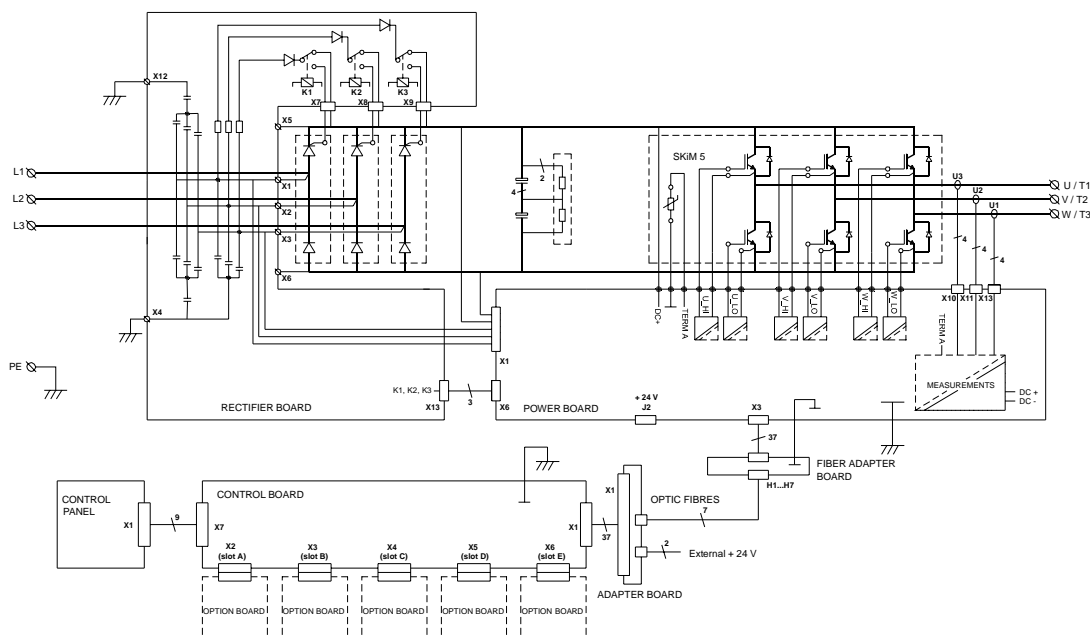 X12
K1
K2
K3
X7
X8
X9
X5
L1
X1
L2
X2
L3
X3
X6
X4
PE
4
2
SKiM 5
U3
U2
U1
U / T1
V / T2
W / T3
4
4
4
DC+
TERM A
U_HI
U_LO
V_HI
V_LO
W_HI
W_LO
X10
X11
X13
TERM A
MEASUREMENTS
DC +
DC -
X1
K1, K2, K3
X13
3
X6
RECTIFIER BOARD
POWER BOARD
+ 24 V
J2
X3
37
FIBER ADAPTER
BOARD
H1...H7
CONTROL
PANEL
X1
9
X7
CONTROL BOARD
X1
37
X1
OPTIC FIBRES
7
2
External + 24 V
ADAPTER BOARD
X2
(slot A)
X3
(slot B)
X4
(slot C)
X5
(slot D)
X6
(slot E)
OPTION BOARD
OPTION BOARD
OPTION BOARD
OPTION BOARD
OPTION BOARD